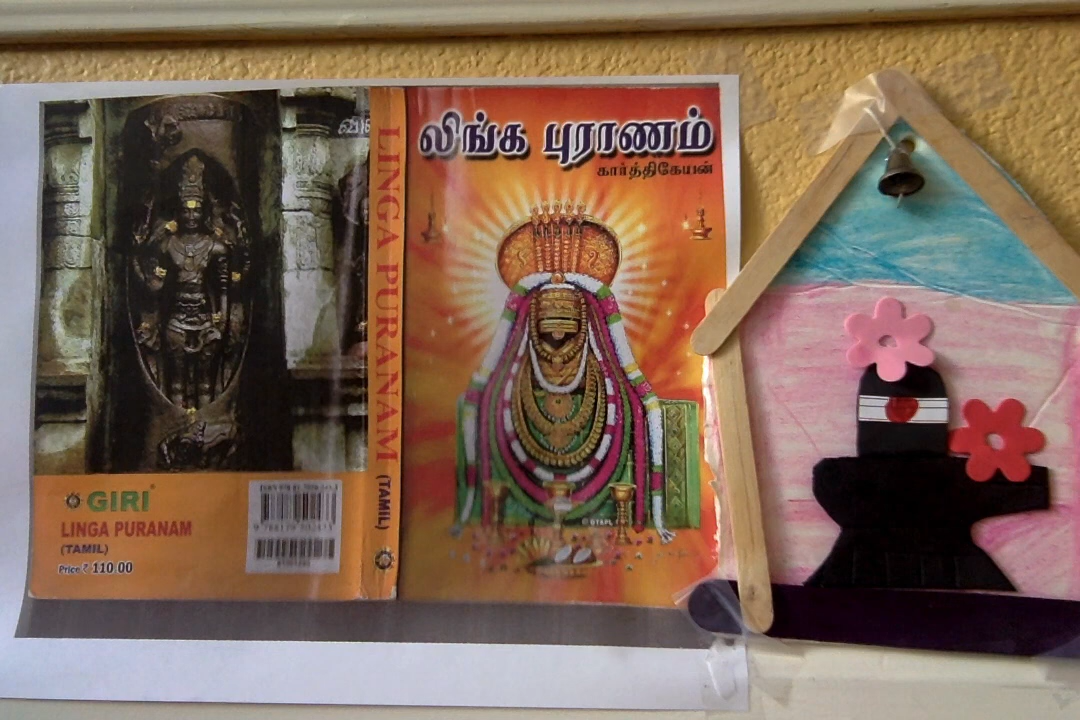 லிங்க புராணம்
கார்த்திகேயன்
LINGA PURANAM (TAMIL)
GIRI
LINGA PURANAM
(TAMIL)
Price ₹ 110.00